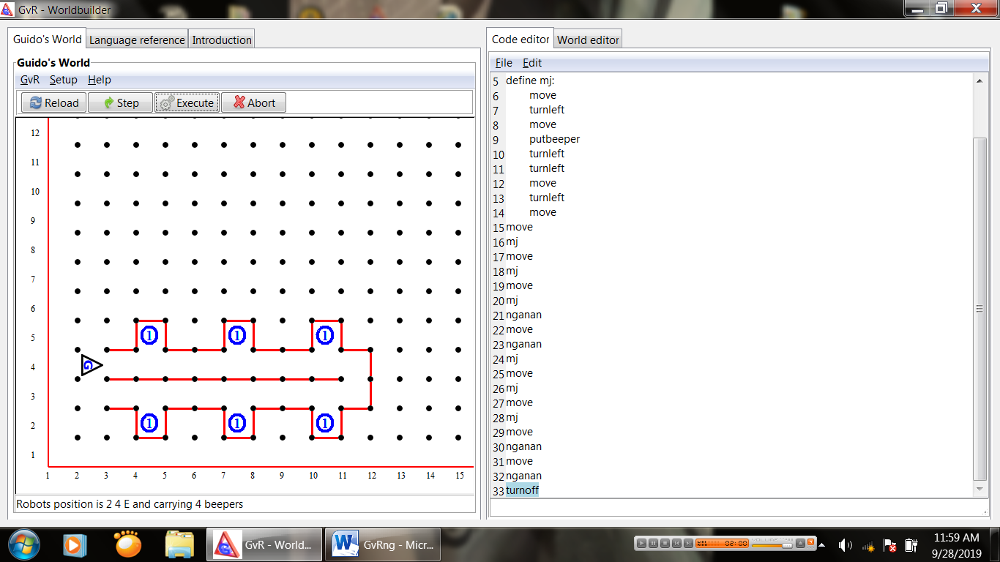 GvR - Worldbuilder
Guido's World
Language reference
Introduction
Guido's World
GvR
Setup
Help
Reload
Step
Execute
Abort
12
11
10
9
8
7
6
5
4
3
2
1
1
1
1
G
1
1
1
1 2 3 4 5 6 7 8 9 10 11 12 13 14 15
Robots position is 2 4 E and carrying 4 beepers
Code editor
World editor
File
Edit
5 define mj:
6 move
7 turnleft
8 move
9 putbeeper
10 turnleft
11 turnleft
12 move
13 turnleft
14 move
15 move
16 mj
17 move
18 mj
19 move
20 mj
21 nganan
22 move
23 nganan
24 mj
25 move
26 mj
27 move
28 mj
29 move
30 nganan
31 move
32 nganan
33 turnoff
GvR - World...
GvRng - Micr...
02:00
VOLUME
11:59 AM
9/28/2019